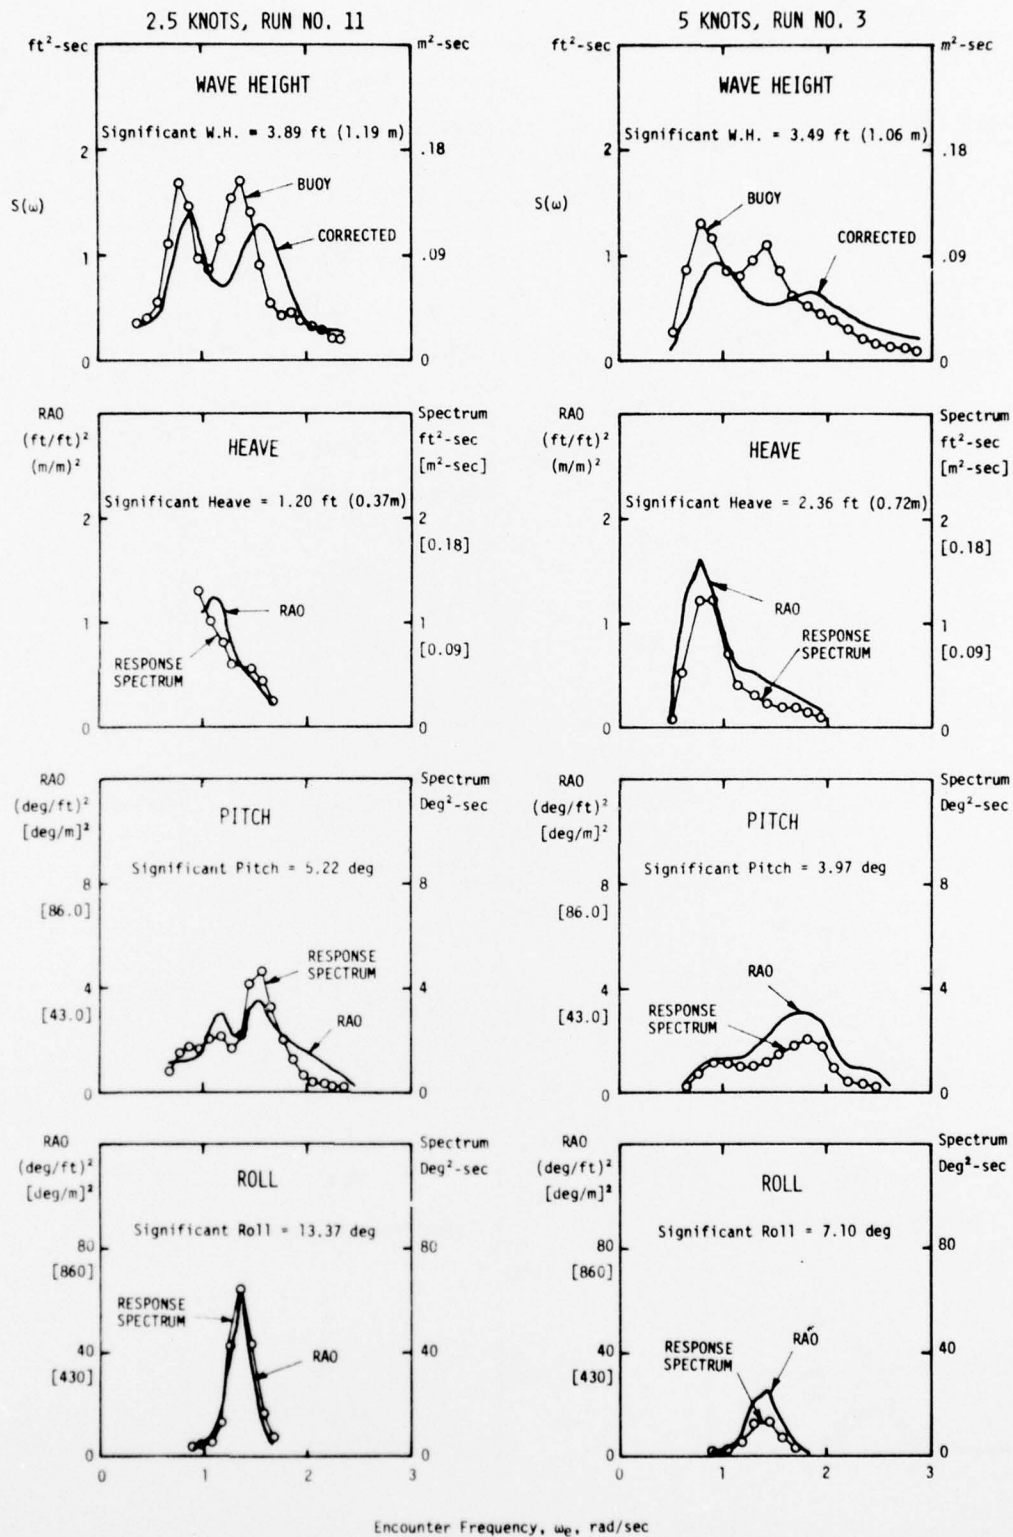 2.5 KNOTS, RUN NO. 11
ft²-sec
m²-sec
WAVE HEIGHT
Significant W.H. = 3.89 ft (1.19 m)
2
.18
BUOY
S(ω)
CORRECTED
1
.09
0
0
5 KNOTS, RUN NO. 3
ft²-sec
m²-sec
WAVE HEIGHT
Significant W.H. = 3.49 ft (1.06 m)
2
.18
BUOY
S(ω)
CORRECTED
1
.09
0
0
RAO
(ft/ft)²
(m/m)²
Spectrum
ft²-sec
[m²-sec]
HEAVE
Significant Heave = 1.20 ft (0.37m)
2
2
[0.18]
RAO
1
1
[0.09]
RESPONSE
SPECTRUM
0
0
RAO
(ft/ft)²
(m/m)²
Spectrum
ft²-sec
[m²-sec]
HEAVE
Significant Heave = 2.36 ft (0.72m)
2
2
[0.18]
RAO
1
1
[0.09]
RESPONSE
SPECTRUM
0
0
RAO
(deg/ft)²
[deg/m]²
Spectrum
Deg²-sec
PITCH
Significant Pitch = 5.22 deg
8
8
[86.0]
RESPONSE
SPECTRUM
4
4
[43.0]
RAO
0
0
RAO
(deg/ft)²
[deg/m]²
Spectrum
Deg²-sec
PITCH
Significant Pitch = 3.97 deg
8
8
[86.0]
RAO
4
4
[43.0]
RESPONSE
SPECTRUM
0
0
RAO
(deg/ft)²
[deg/m]²
Spectrum
Deg²-sec
ROLL
Significant Roll = 13.37 deg
80
80
[860]
RESPONSE
SPECTRUM
RAO
40
40
[430]
0
0
0
1
2
3
RAO
(deg/ft)²
[deg/m]²
Spectrum
Deg²-sec
ROLL
Significant Roll = 7.10 deg
80
80
[860]
RESPONSE
SPECTRUM
RAO
40
40
[430]
0
0
0
1
2
3
Encounter Frequency, ωe, rad/sec